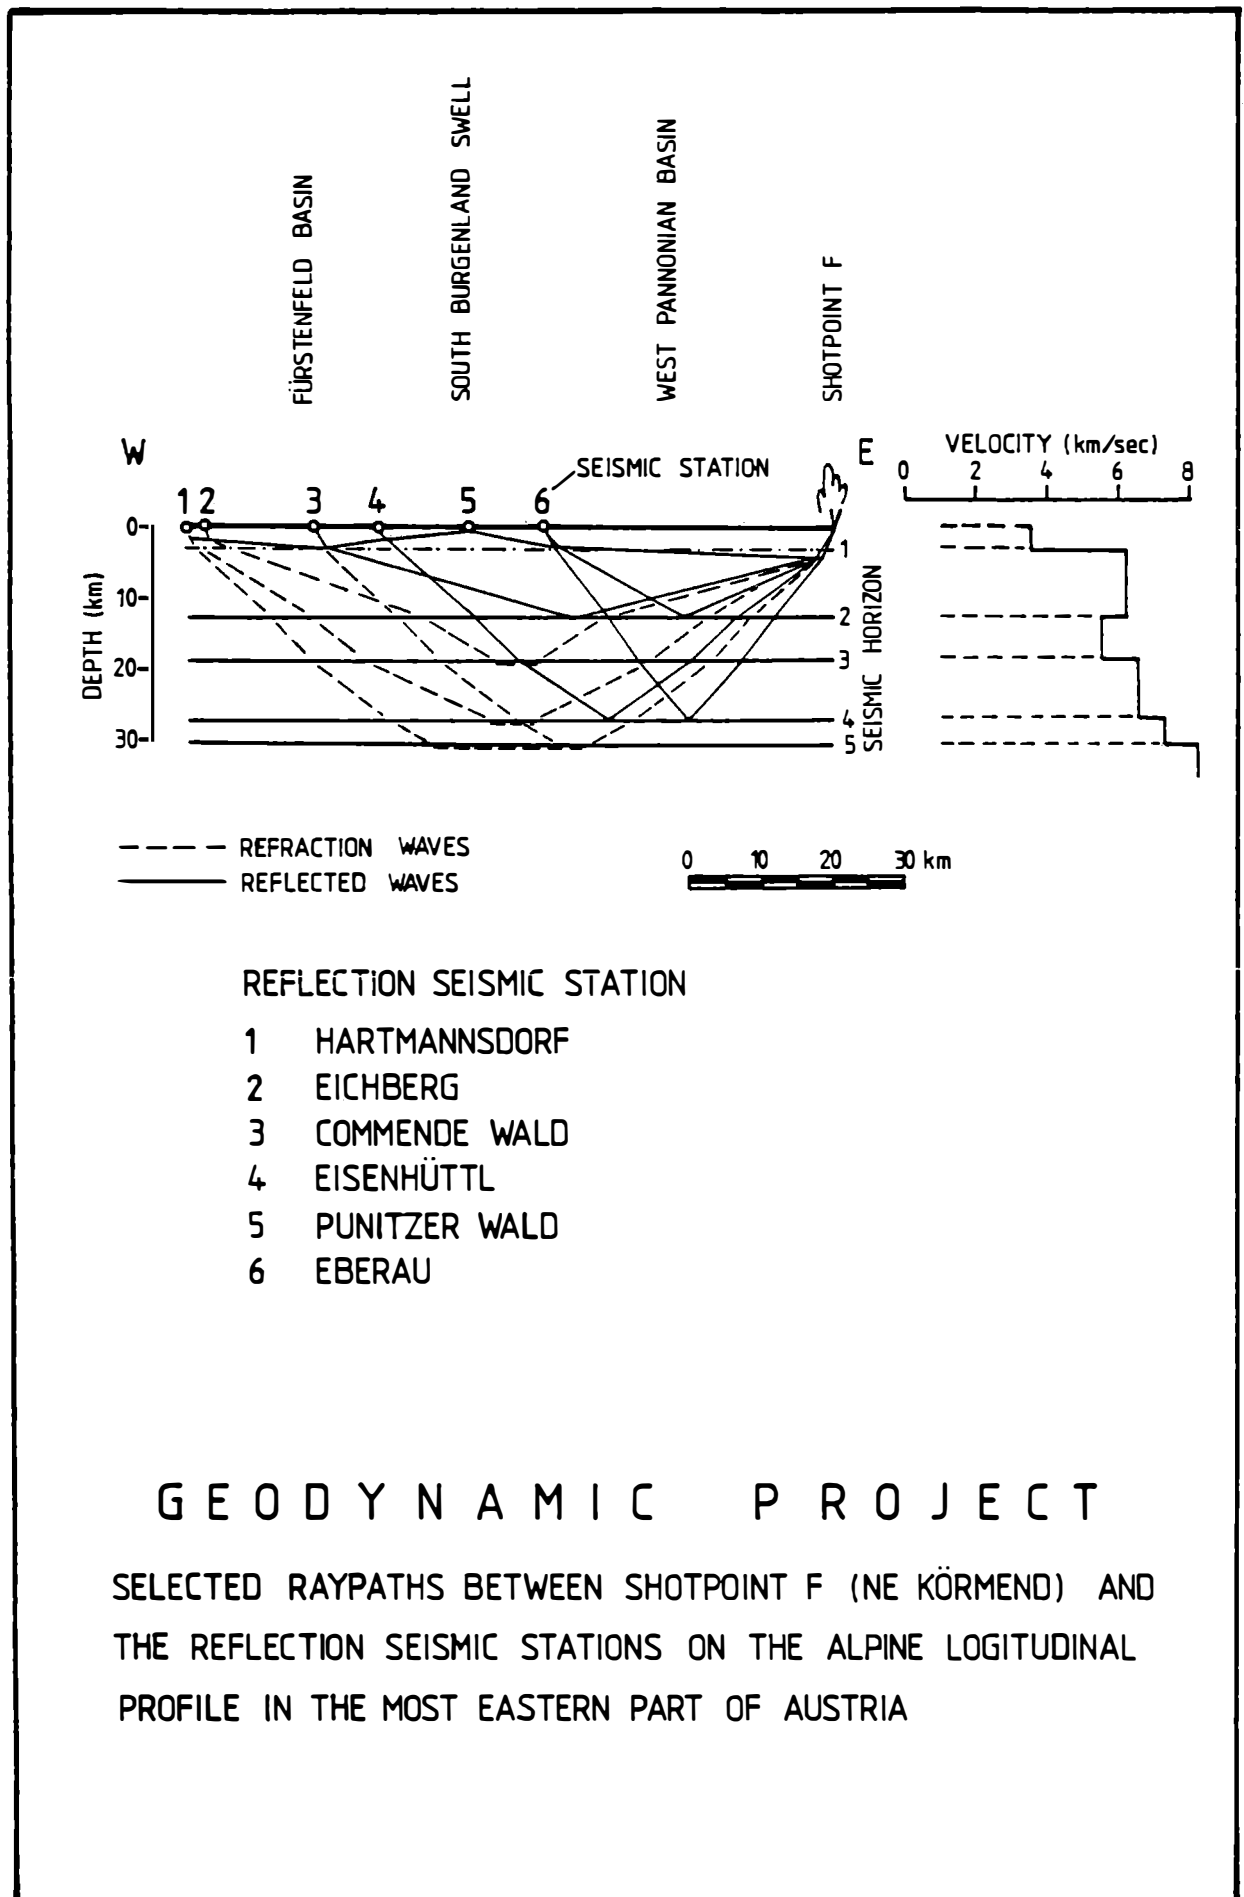 FÜRSTENFELD BASIN
SOUTH BURGENLAND SWELL
WEST PANNONIAN BASIN
SHOTPOINT F
W
E
VELOCITY (km/sec)
0 2 4 6 8
SEISMIC STATION
1 2 3 4 5 6
DEPTH (km)
0-
10-
20-
30-
1
2
3
4
5
SEISMIC HORIZON
REFRACTION WAVES
REFLECTED WAVES
0 10 20 30 km
REFLECTION SEISMIC STATION
1 HARTMANNSDORF
2 EICHBERG
3 COMMENDE WALD
4 EISENHÜTTL
5 PUNITZER WALD
6 EBERAU
GEODYNAMIC PROJECT
SELECTED RAYPATHS BETWEEN SHOTPOINT F (NE KÖRMEND) AND
THE REFLECTION SEISMIC STATIONS ON THE ALPINE LOGITUDINAL
PROFILE IN THE MOST EASTERN PART OF AUSTRIA